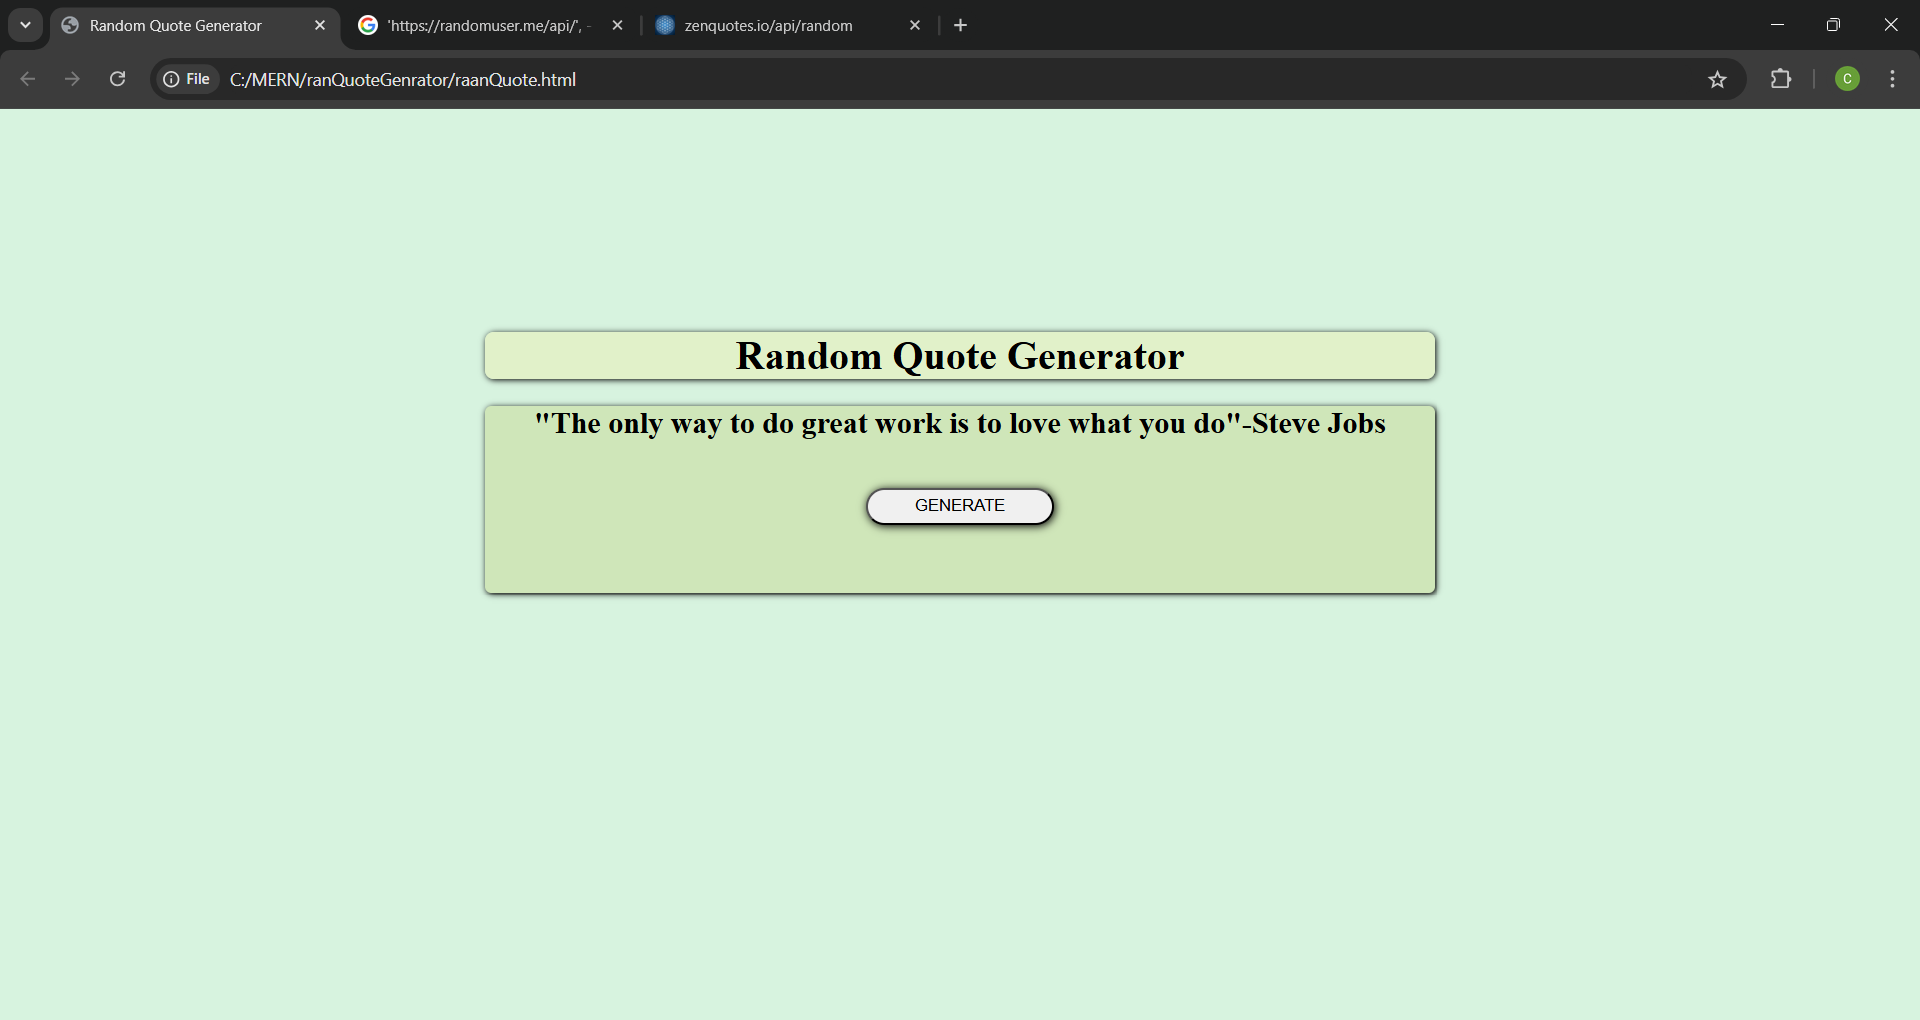 Random Quote Generator
'https://randomuser.me/api/', -
zenquotes.io/api/random
File
C:/MERN/ranQuoteGenrator/raanQuote.html
C
Random Quote Generator
"The only way to do great work is to love what you do"-Steve Jobs
GENERATE